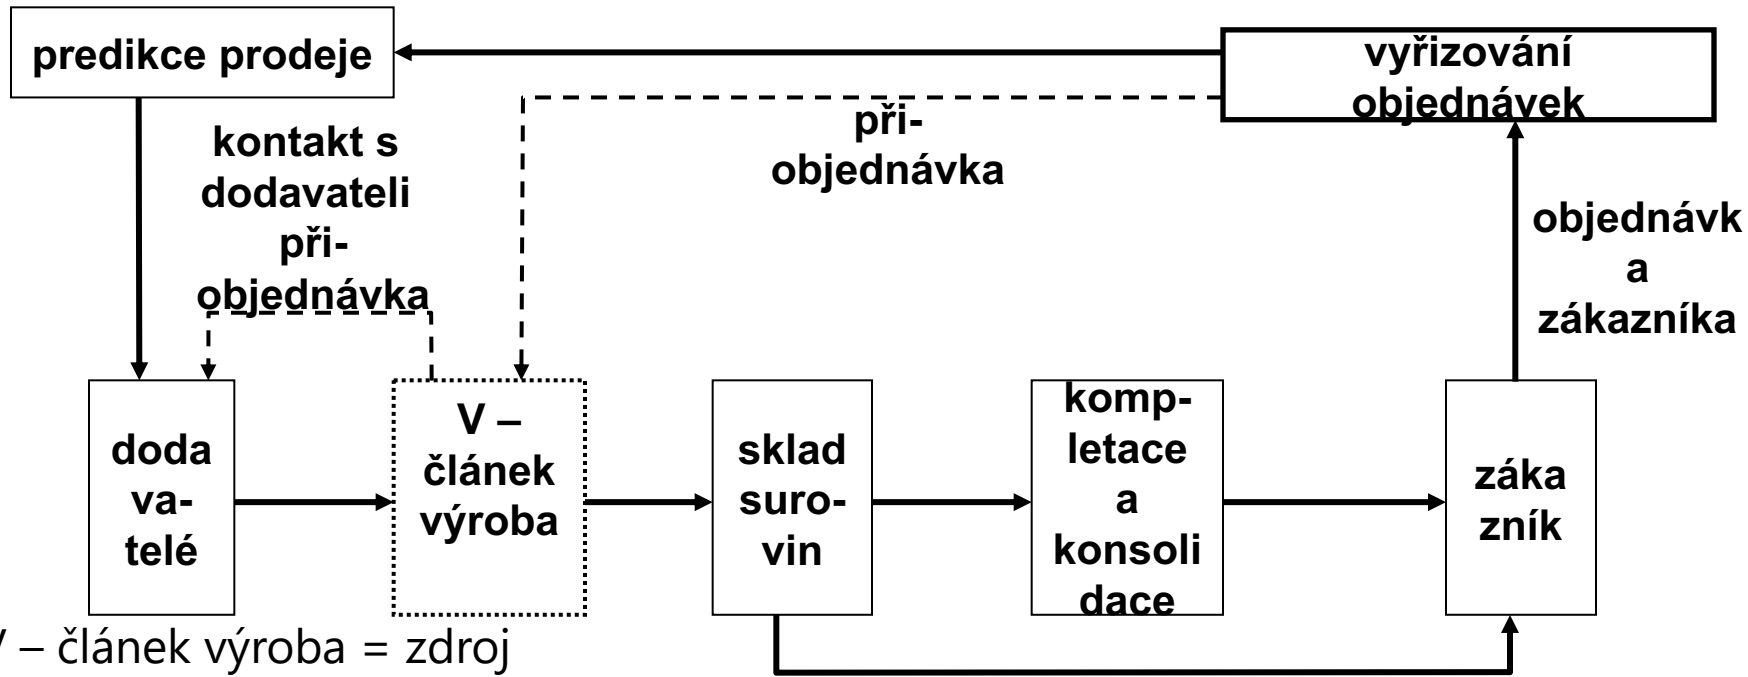 predikce prodeje
vyřizování
objednávek
kontakt s
dodavateli
při-
objednávka
při-
objednávka
objednávk
a
zákazníka
doda
va-
telé
V –
článek
výroba
sklad
suro-
vin
komp-
letace
a
konsoli
dace
záka
zník
V – článek výroba = zdroj